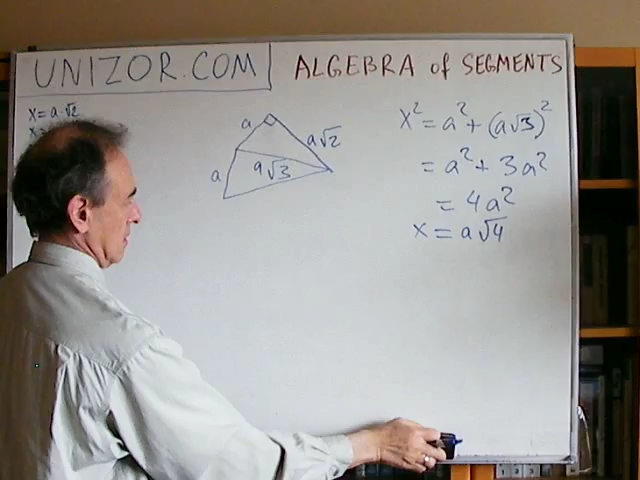 UNIZOR.COM
ALGEBRA of SEGMENTS
x = a·√2
a
a√2
a
a√3
x² = a² + (a√3)²
= a² + 3a²
= 4a²
x = a√4